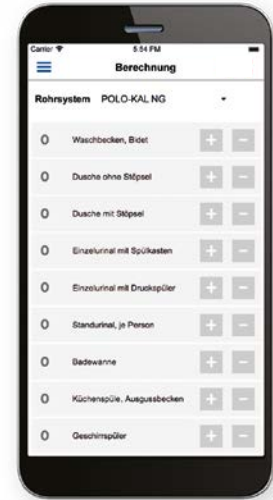 Carrier 5:54 PM
Berechnung
Rohrsystem POLO-KAL NG
0 Waschbecken, Bidet + −
0 Dusche ohne Stöpsel + −
0 Dusche mit Stöpsel + −
0 Einzelurinal mit Spülkasten + −
0 Einzelurinal mit Druckspüler + −
0 Standurinal, je Person + −
0 Badewanne + −
0 Küchenspüle, Ausgussbecken + −
0 Geschirrspüler + −